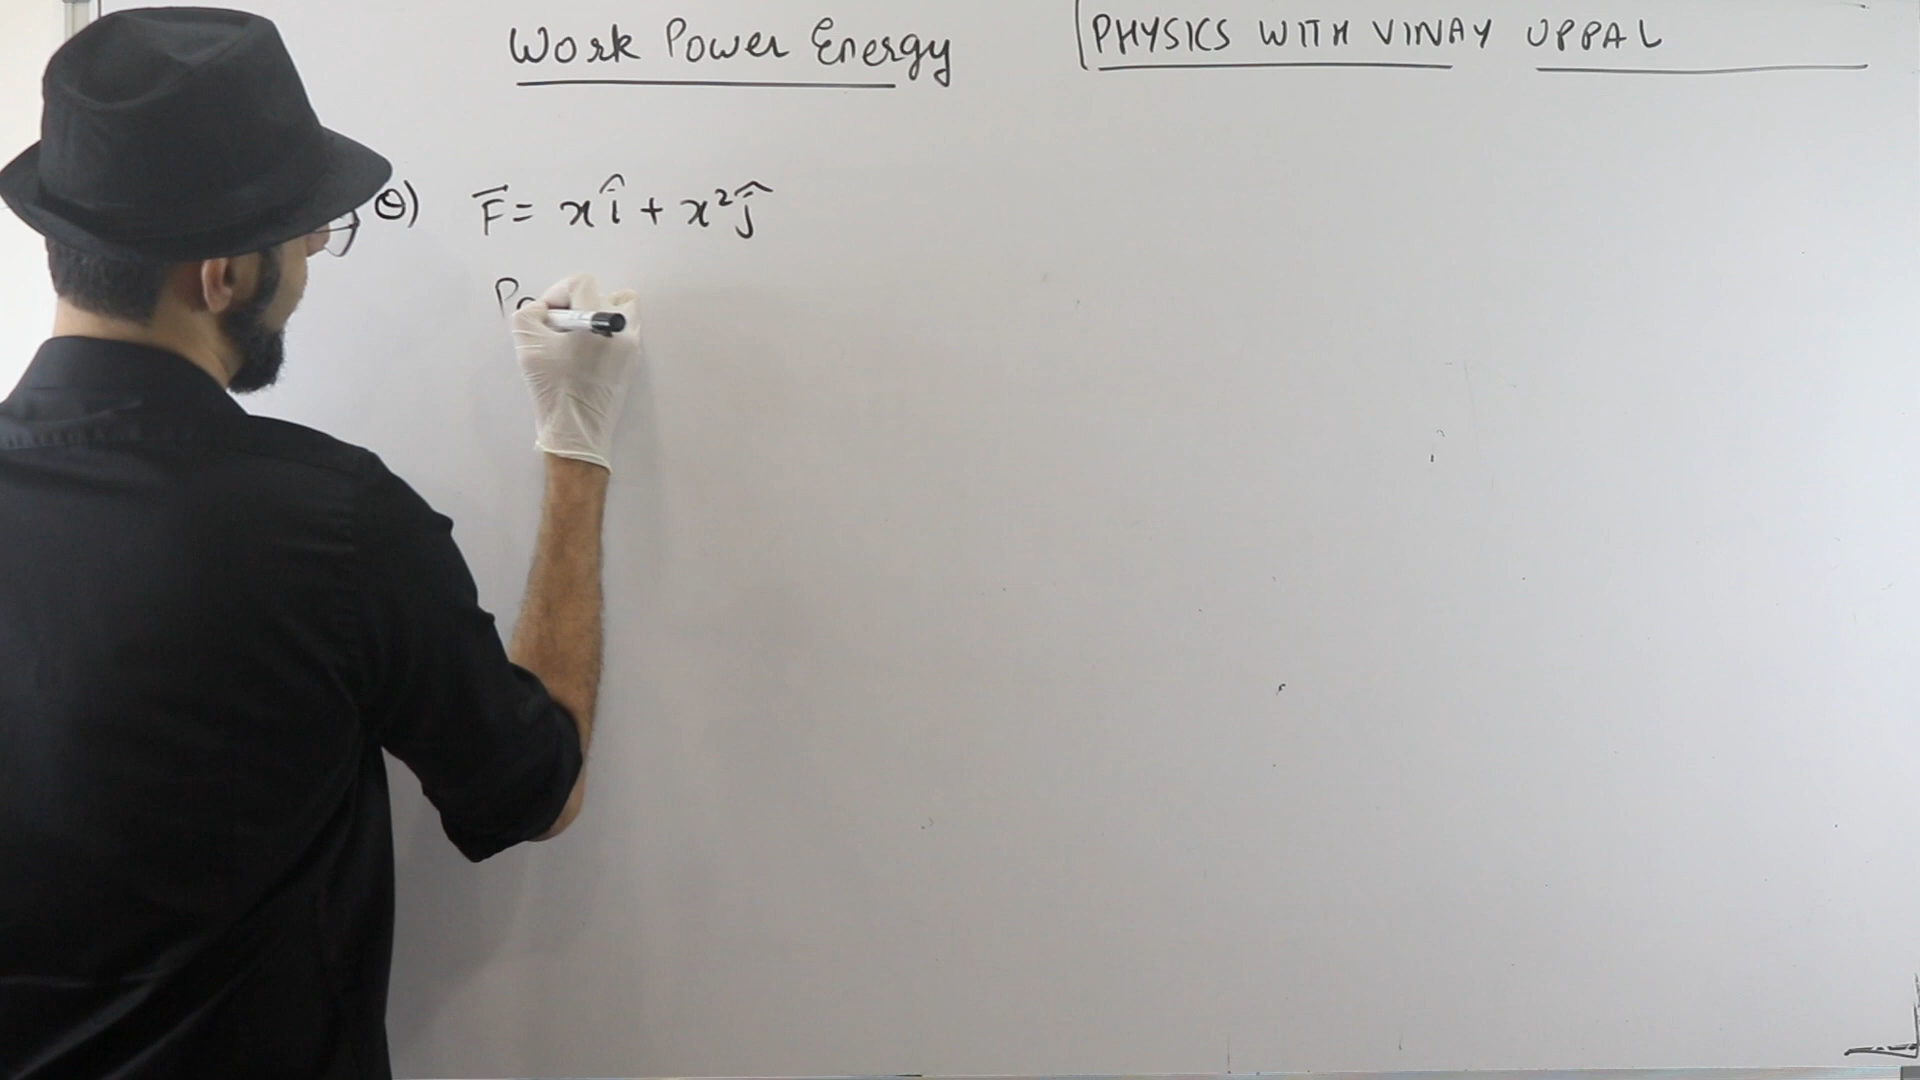 Work Power Energy
PHYSICS WITH VINAY UPPAL
Q) F⃗ = x î + x² ĵ